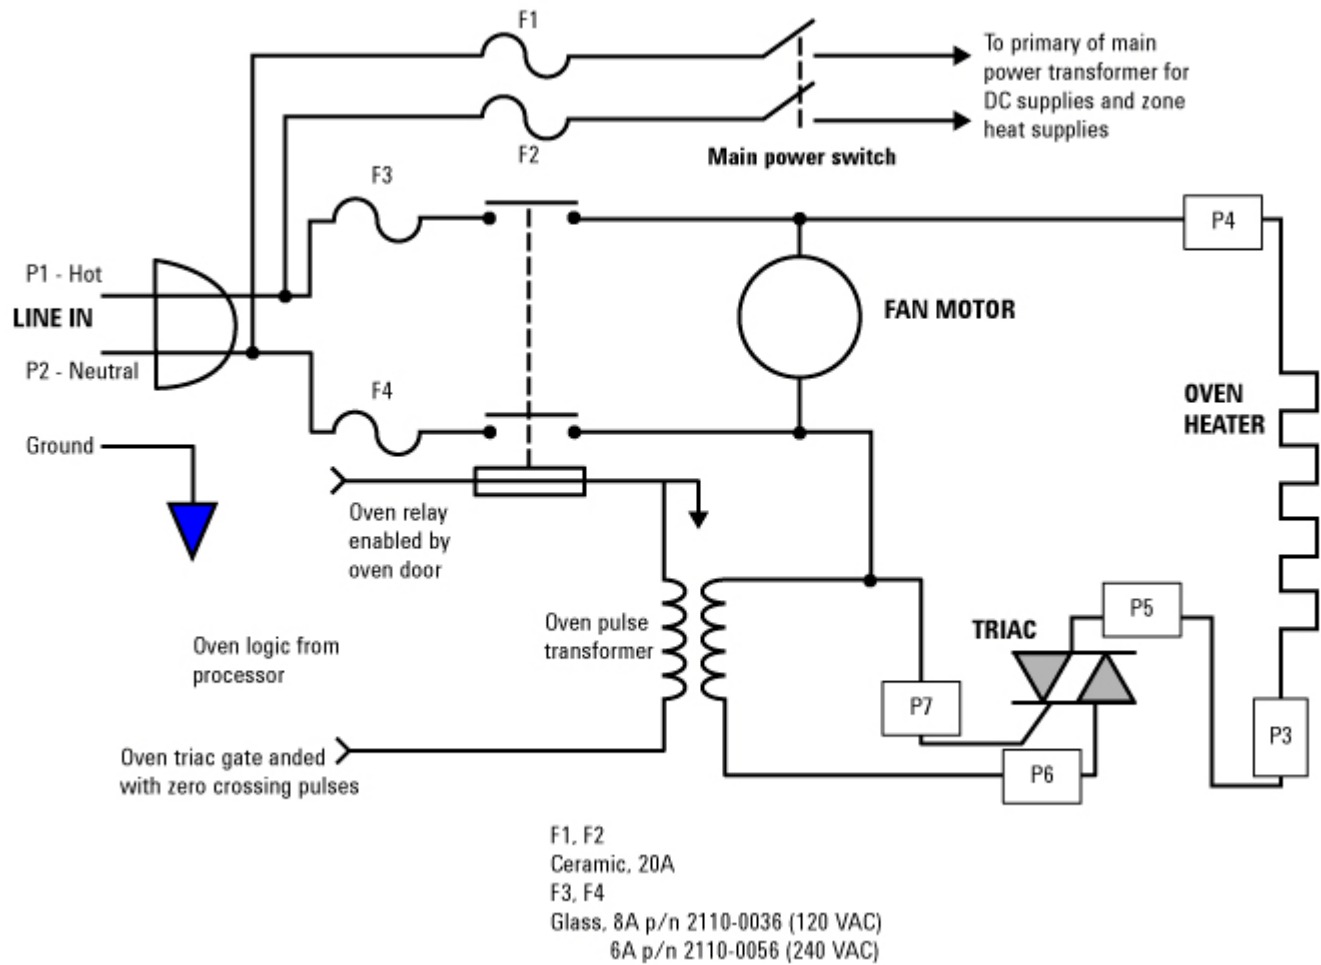 F1
To primary of main
power transformer for
DC supplies and zone
heat supplies
F2
Main power switch
F3
P4
P1 - Hot
LINE IN
FAN MOTOR
P2 - Neutral
F4
OVEN
HEATER
Ground
Oven relay
enabled by
oven door
P5
Oven pulse
transformer
TRIAC
Oven logic from
processor
P7
P3
Oven triac gate anded
with zero crossing pulses
P6
F1, F2
Ceramic, 20A
F3, F4
Glass, 8A p/n 2110-0036 (120 VAC)
6A p/n 2110-0056 (240 VAC)